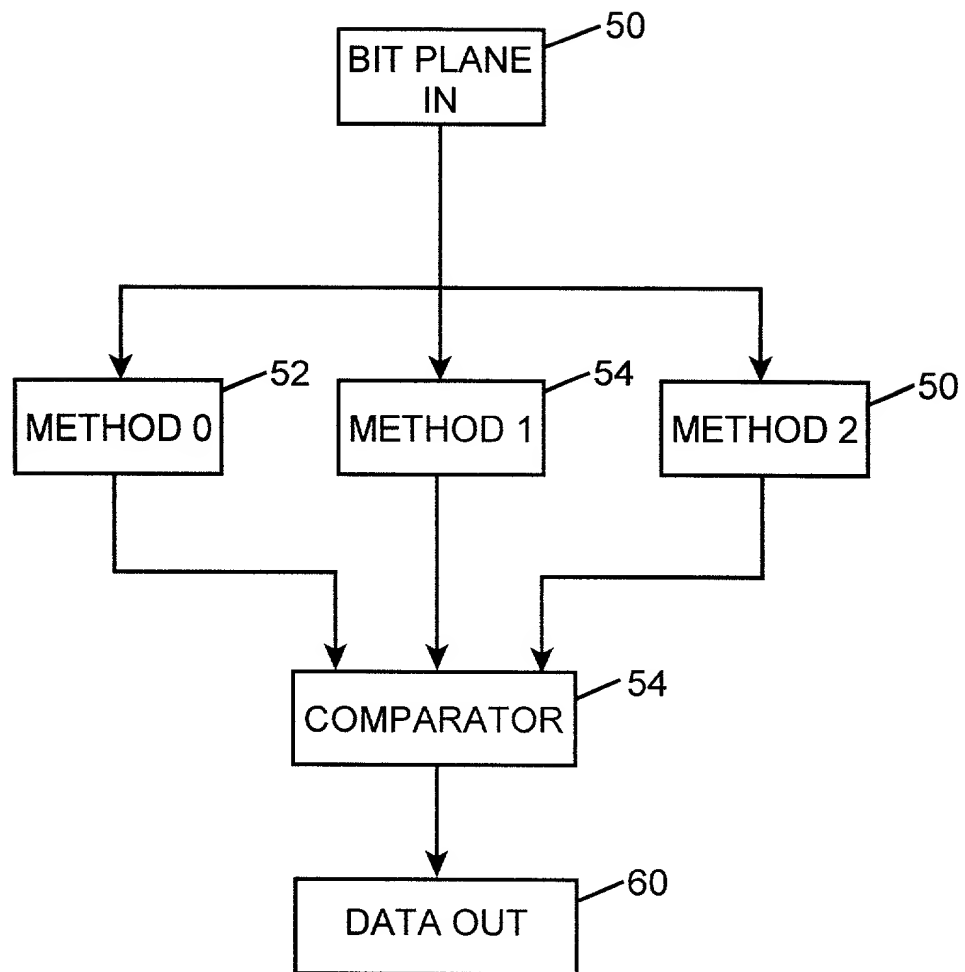 50
BIT PLANE
IN
52
54
50
METHOD 0
METHOD 1
METHOD 2
54
COMPARATOR
60
DATA OUT